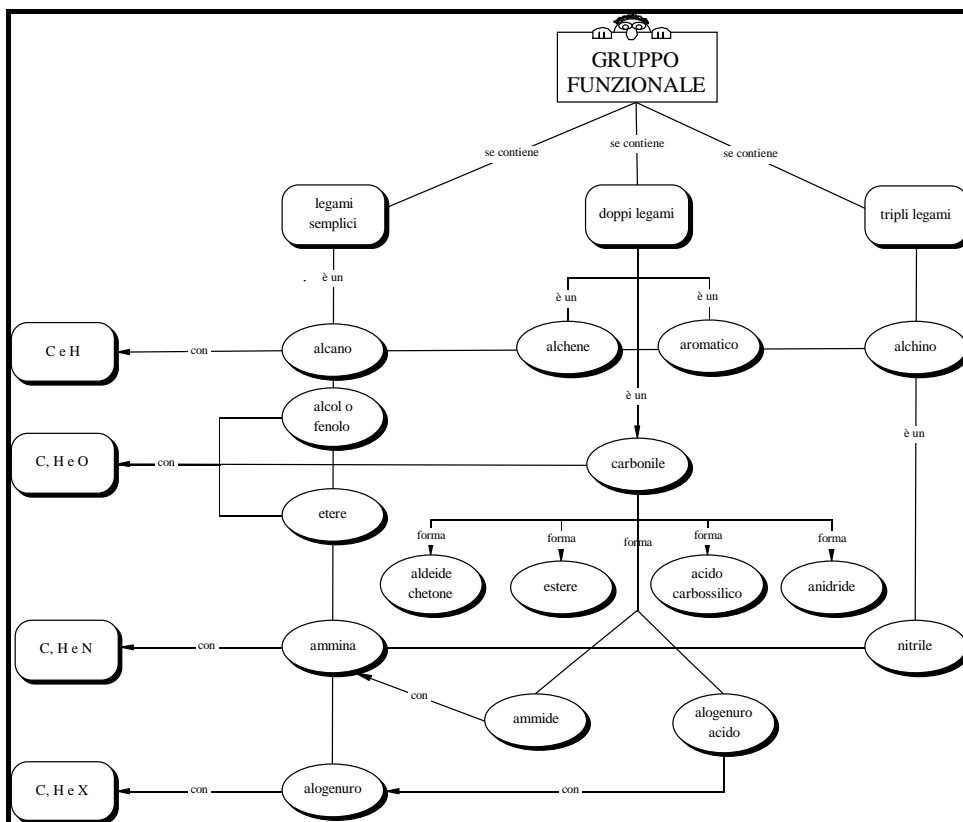 GRUPPO
FUNZIONALE
se contiene
se contiene
se contiene
legami
semplici
doppi legami
tripli legami
è un
è un
è un
C e H
con
alcano
alchene
aromatico
alchino
alcol o
fenolo
è un
è un
C, H e O
con
carbonile
etere
forma
forma
forma
forma
forma
aldeide
chetone
estere
acido
carbossilico
anidride
C, H e N
con
ammina
nitrile
con
ammide
alogenuro
acido
C, H e X
con
alogenuro
con